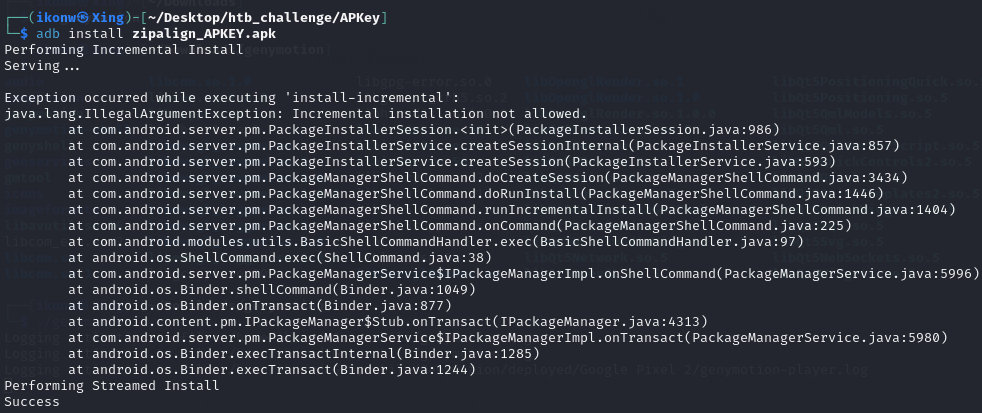 ┌──(ikonw㉿Xing)-[~/Desktop/htb_challenge/APKey]
└─$ adb install zipalign_APKEY.apk
Performing Incremental Install
Serving...

Exception occurred while executing 'install-incremental':
java.lang.IllegalArgumentException: Incremental installation not allowed.
        at com.android.server.pm.PackageInstallerSession.<init>(PackageInstallerSession.java:986)
        at com.android.server.pm.PackageInstallerService.createSessionInternal(PackageInstallerService.java:857)
        at com.android.server.pm.PackageInstallerService.createSession(PackageInstallerService.java:593)
        at com.android.server.pm.PackageManagerShellCommand.doCreateSession(PackageManagerShellCommand.java:3434)
        at com.android.server.pm.PackageManagerShellCommand.doRunInstall(PackageManagerShellCommand.java:1446)
        at com.android.server.pm.PackageManagerShellCommand.runIncrementalInstall(PackageManagerShellCommand.java:1404)
        at com.android.server.pm.PackageManagerShellCommand.onCommand(PackageManagerShellCommand.java:225)
        at com.android.modules.utils.BasicShellCommandHandler.exec(BasicShellCommandHandler.java:97)
        at android.os.ShellCommand.exec(ShellCommand.java:38)
        at com.android.server.pm.PackageManagerService$IPackageManagerImpl.onShellCommand(PackageManagerService.java:5996)
        at android.os.Binder.shellCommand(Binder.java:1049)
        at android.os.Binder.onTransact(Binder.java:877)
        at android.content.pm.IPackageManager$Stub.onTransact(IPackageManager.java:4313)
        at com.android.server.pm.PackageManagerService$IPackageManagerImpl.onTransact(PackageManagerService.java:5980)
        at android.os.Binder.execTransactInternal(Binder.java:1285)
        at android.os.Binder.execTransact(Binder.java:1244)
Performing Streamed Install
Success